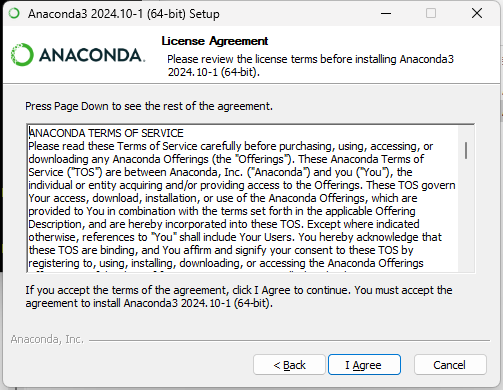 Anaconda3 2024.10-1 (64-bit) Setup
ANACONDA.
License Agreement
Please review the license terms before installing Anaconda3
2024.10-1 (64-bit).
Press Page Down to see the rest of the agreement.
ANACONDA TERMS OF SERVICE
Please read these Terms of Service carefully before purchasing, using, accessing, or
downloading any Anaconda Offerings (the "Offerings"). These Anaconda Terms of
Service ("TOS") are between Anaconda, Inc. ("Anaconda") and you ("You"), the
individual or entity acquiring and/or providing access to the Offerings. These TOS govern
Your access, download, installation, or use of the Anaconda Offerings, which are
provided to You in combination with the terms set forth in the applicable Offering
Description, and are hereby incorporated into these TOS. Except where indicated
otherwise, references to "You" shall include Your Users. You hereby acknowledge that
these TOS are binding, and You affirm and signify your consent to these TOS by
registering to, using, installing, downloading, or accessing the Anaconda Offerings
If you accept the terms of the agreement, click I Agree to continue. You must accept the
agreement to install Anaconda3 2024.10-1 (64-bit).
Anaconda, Inc.
< Back
I Agree
Cancel